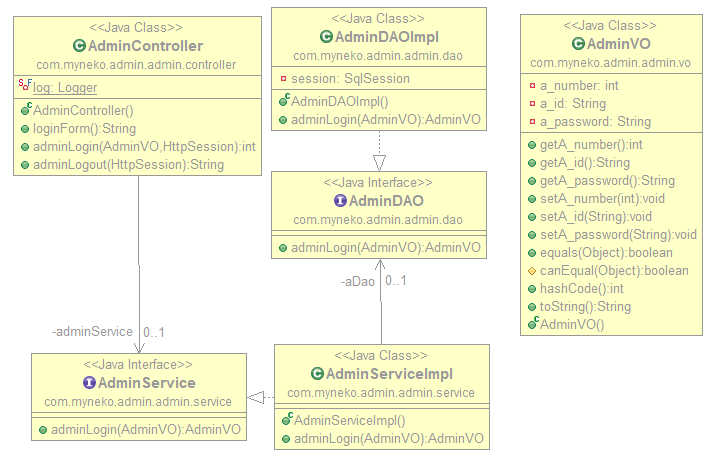 <<Java Class>>
AdminController
com.myneko.admin.admin.controller
log: Logger
AdminController()
loginForm():String
adminLogin(AdminVO,HttpSession):int
adminLogout(HttpSession):String
<<Java Class>>
AdminDAOImpl
com.myneko.admin.admin.dao
session: SqlSession
AdminDAOImpl()
adminLogin(AdminVO):AdminVO
<<Java Class>>
AdminVO
com.myneko.admin.admin.vo
a_number: int
a_id: String
a_password: String
getA_number():int
getA_id():String
getA_password():String
setA_number(int):void
setA_id(String):void
setA_password(String):void
equals(Object):boolean
canEqual(Object):boolean
hashCode():int
toString():String
AdminVO()
<<Java Interface>>
AdminDAO
com.myneko.admin.admin.dao
adminLogin(AdminVO):AdminVO
-aDao 0..1
-adminService 0..1
<<Java Interface>>
AdminService
com.myneko.admin.admin.service
adminLogin(AdminVO):AdminVO
<<Java Class>>
AdminServiceImpl
com.myneko.admin.admin.service
AdminServiceImpl()
adminLogin(AdminVO):AdminVO